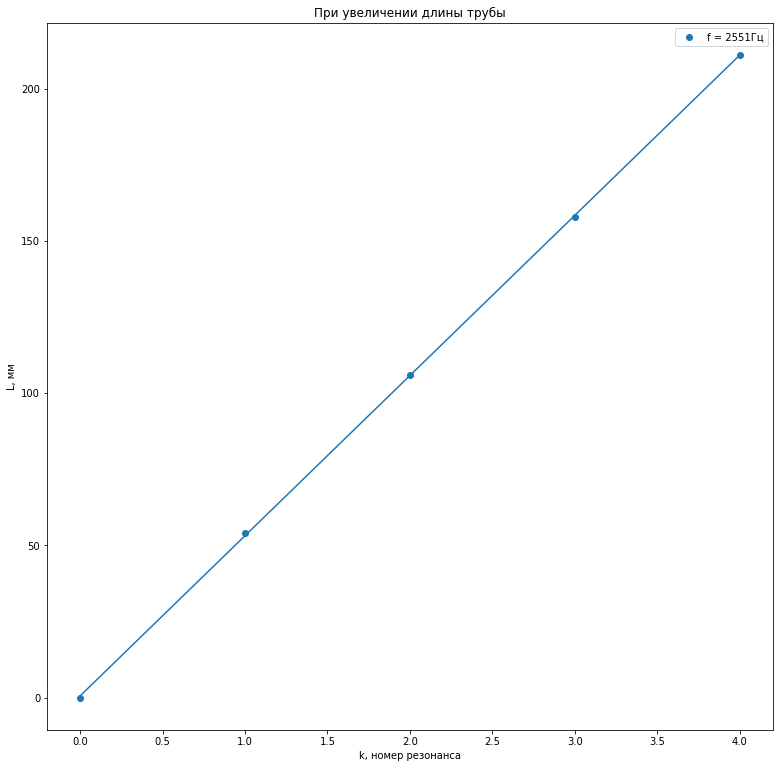 При увеличении длины трубы
f = 2551Гц
200
150
100
50
0
L, мм
0.0 0.5 1.0 1.5 2.0 2.5 3.0 3.5 4.0
k, номер резонанса